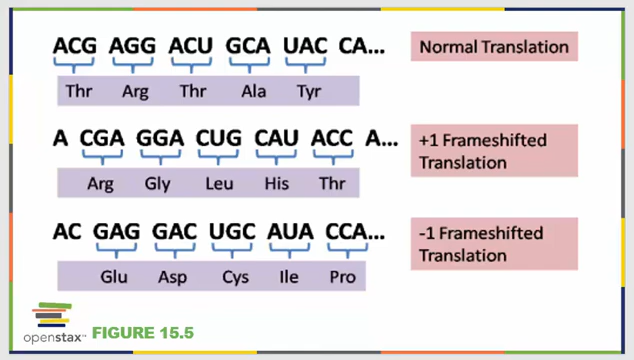 ACG AGG ACU GCA UAC CA...
Normal Translation
Thr Arg Thr Ala Tyr
A CGA GGA CUG CAU ACC A...
+1 Frameshifted
Translation
Arg Gly Leu His Thr
AC GAG GAC UGC AUA CCA...
-1 Frameshifted
Translation
Glu Asp Cys Ile Pro
openstax™ FIGURE 15.5